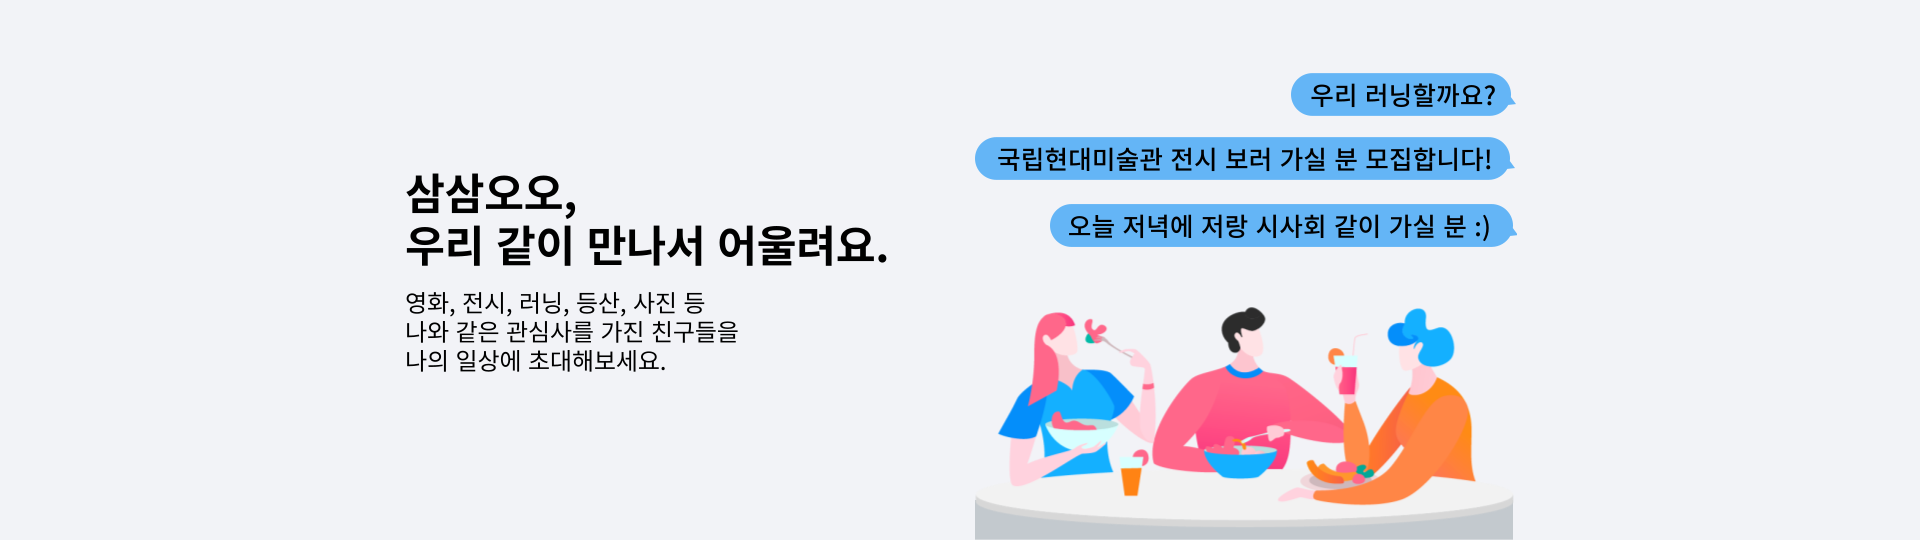 삼삼오오,
우리 같이 만나서 어울려요.
영화, 전시, 러닝, 등산, 사진 등
나와 같은 관심사를 가진 친구들을
나의 일상에 초대해보세요.
우리 러닝할까요?
국립현대미술관 전시 보러 가실 분 모집합니다!
오늘 저녁에 저랑 시사회 같이 가실 분 :)